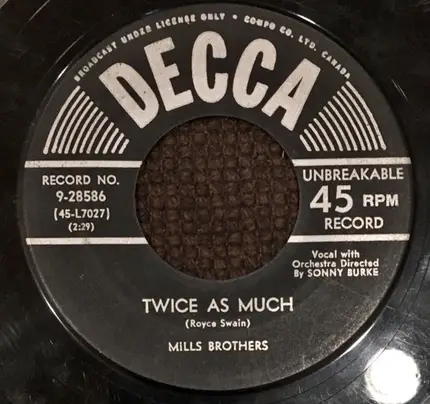 BROADCAST UNDER LICENSE ONLY • COMPO CO. LTD. CANADA
DECCA
RECORD NO.
9-28586
(45-L7027)
(2:29)
UNBREAKABLE
45 RPM
RECORD
Vocal with
Orchestra Directed
By SONNY BURKE
TWICE AS MUCH
(Royce Swain)
MILLS BROTHERS